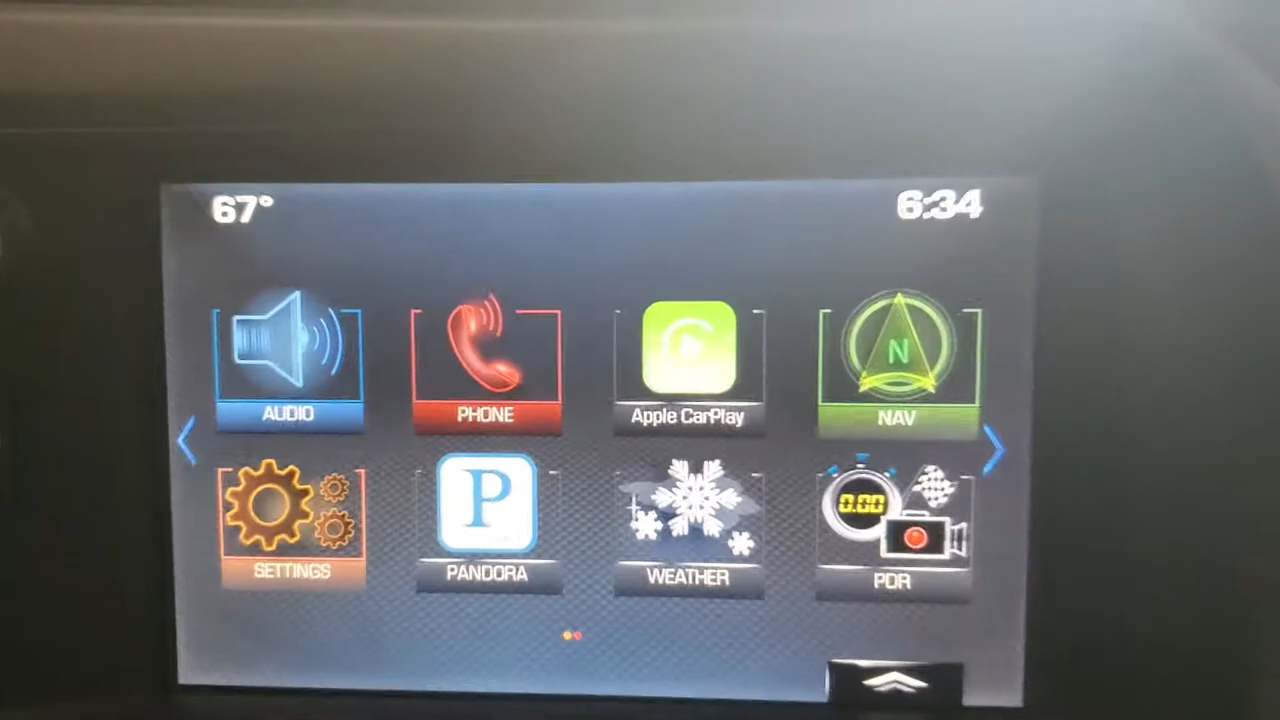 67° 6:34
AUDIO PHONE Apple CarPlay NAV
N
SETTINGS PANDORA WEATHER PDR
P
0.00